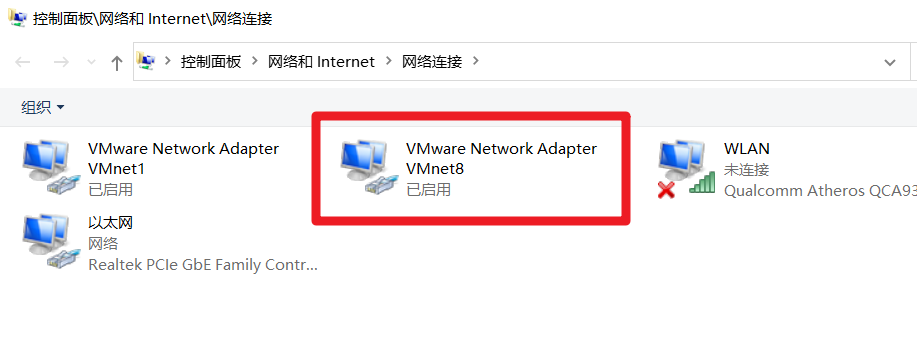 控制面板\网络和 Internet\网络连接
控制面板 网络和 Internet 网络连接
组织
VMware Network Adapter
VMnet1
已启用
VMware Network Adapter
VMnet8
已启用
WLAN
未连接
Qualcomm Atheros QCA93
以太网
网络
Realtek PCIe GbE Family Contr...